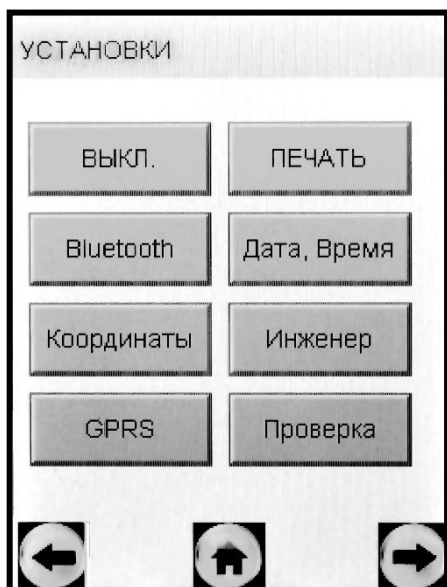 УСТАНОВКИ
ВЫКЛ. ПЕЧАТЬ
Bluetooth Дата, Время
Координаты Инженер
GPRS Проверка